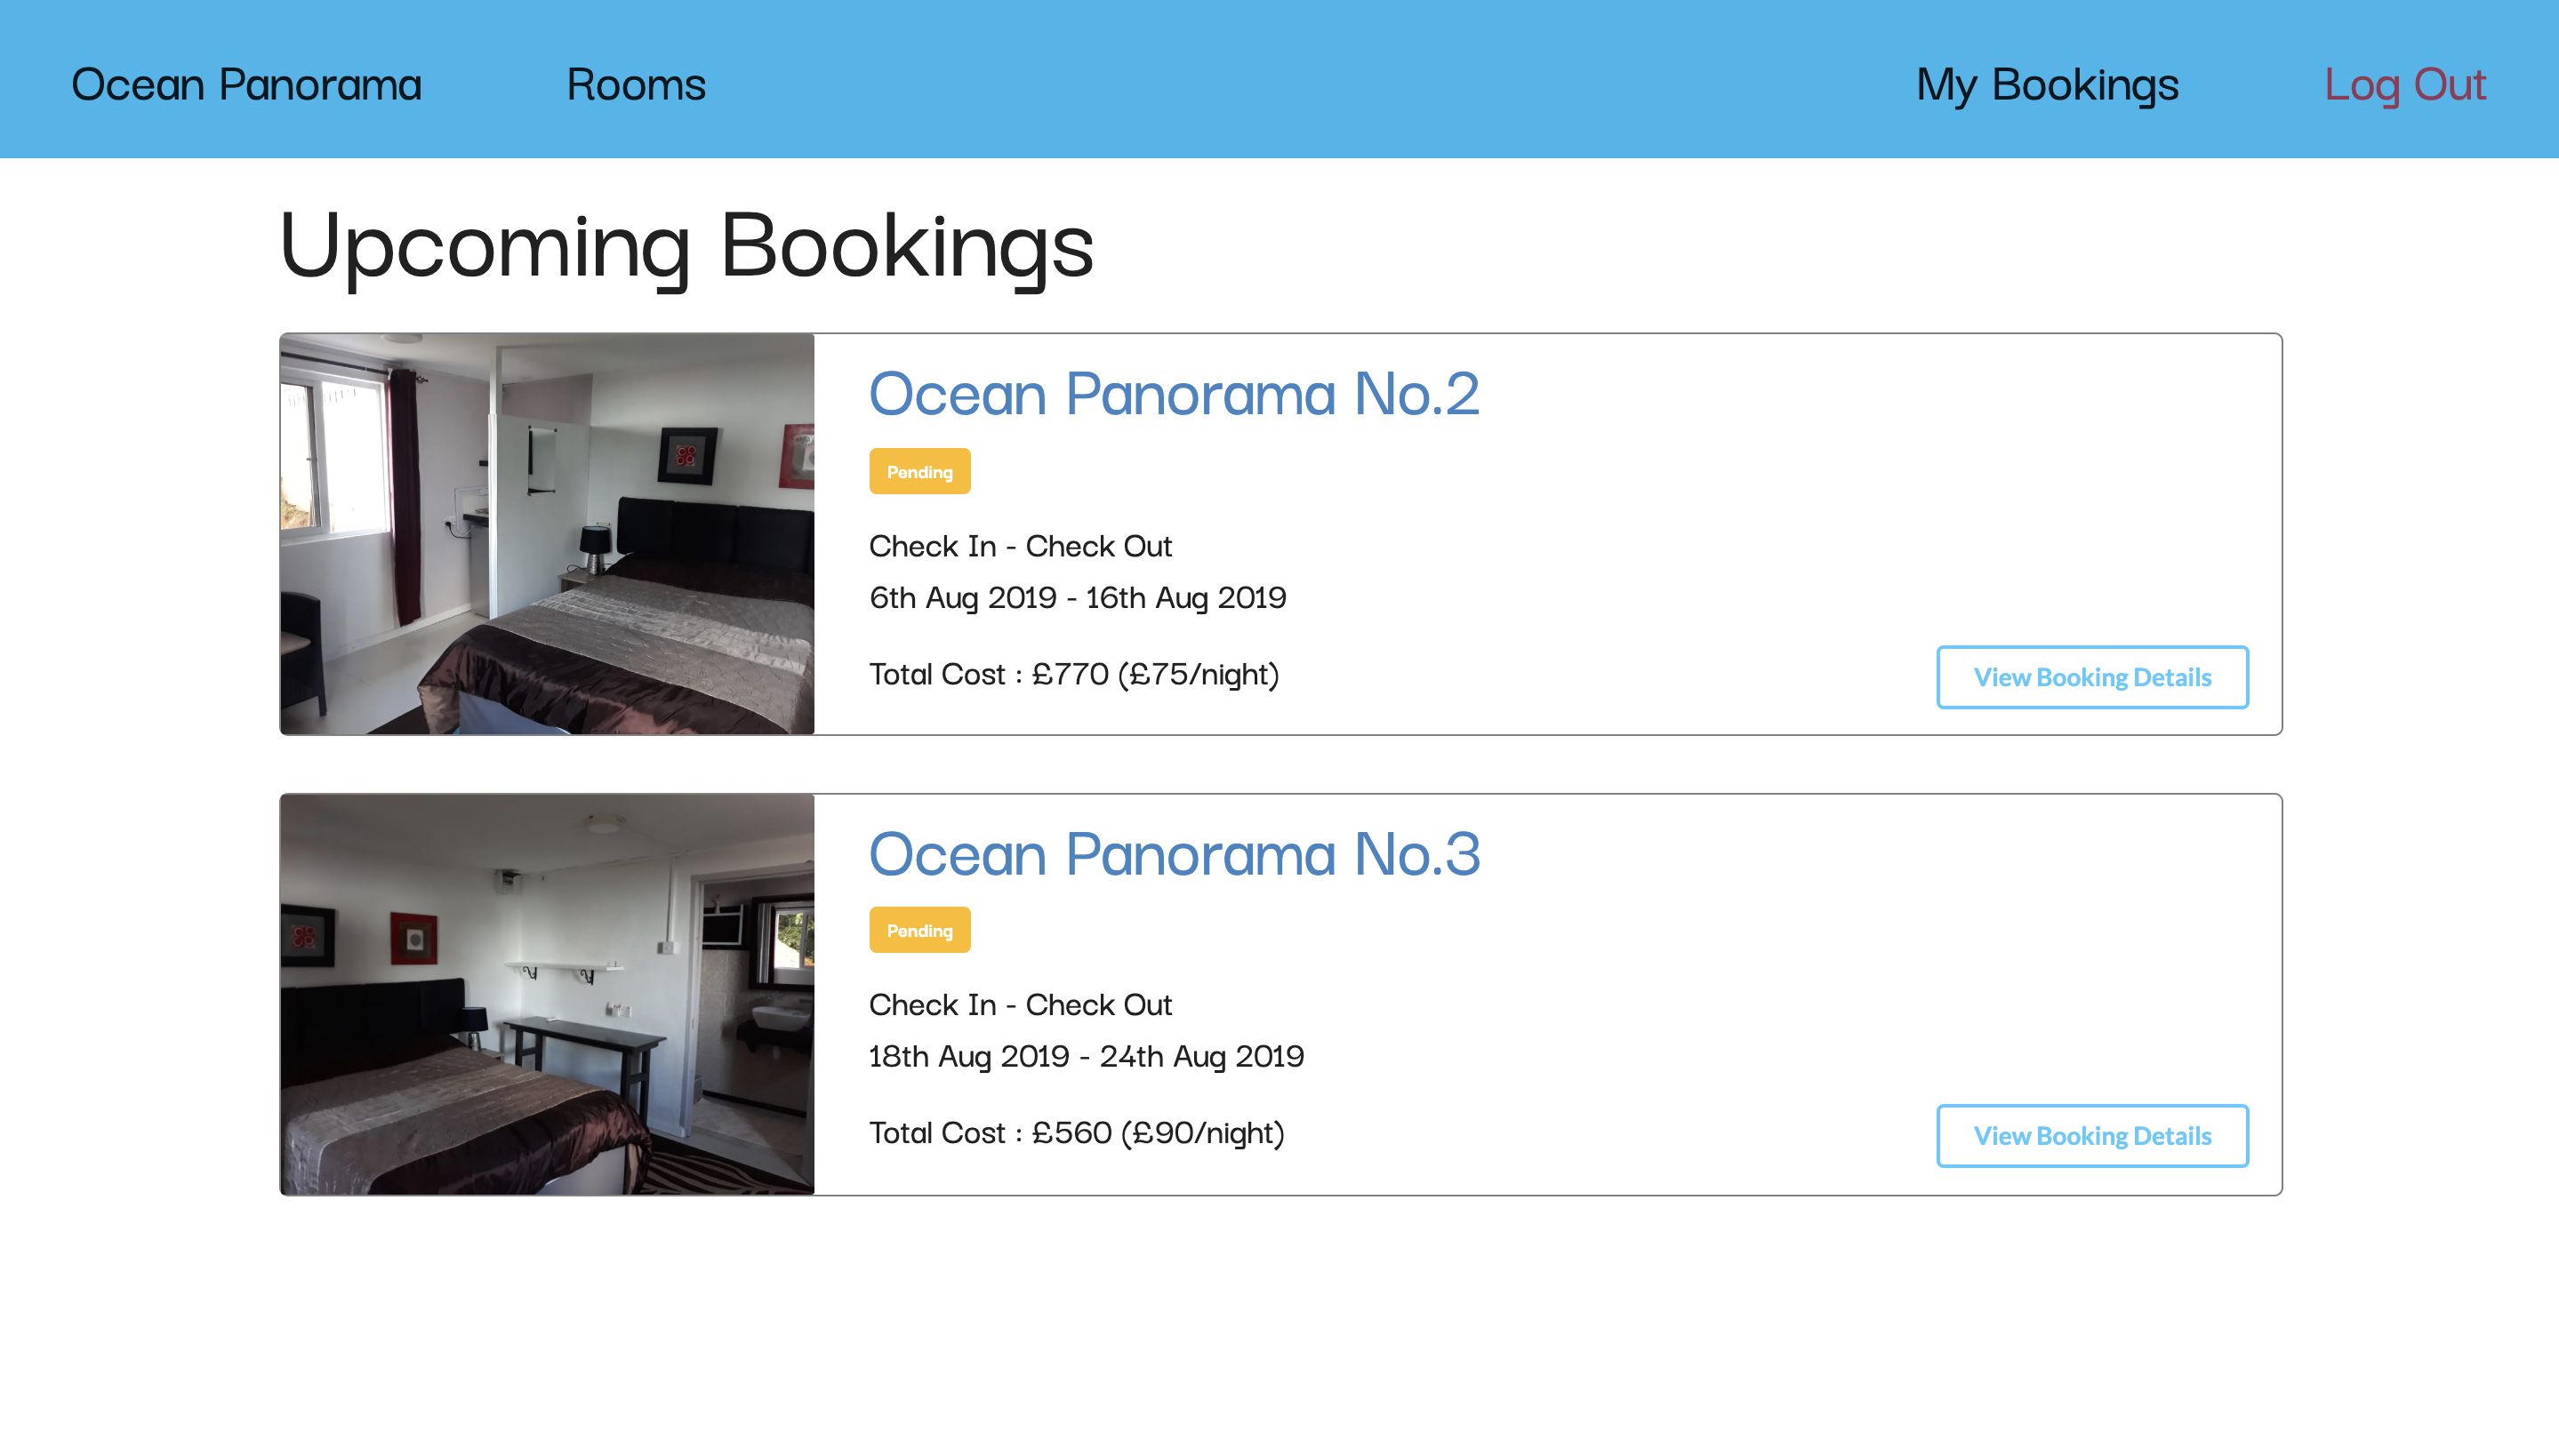 Ocean Panorama Rooms My Bookings Log Out
Upcoming Bookings
Ocean Panorama No.2
Pending
Check In - Check Out
6th Aug 2019 - 16th Aug 2019
Total Cost : £770 (£75/night)
View Booking Details
Ocean Panorama No.3
Pending
Check In - Check Out
18th Aug 2019 - 24th Aug 2019
Total Cost : £560 (£90/night)
View Booking Details